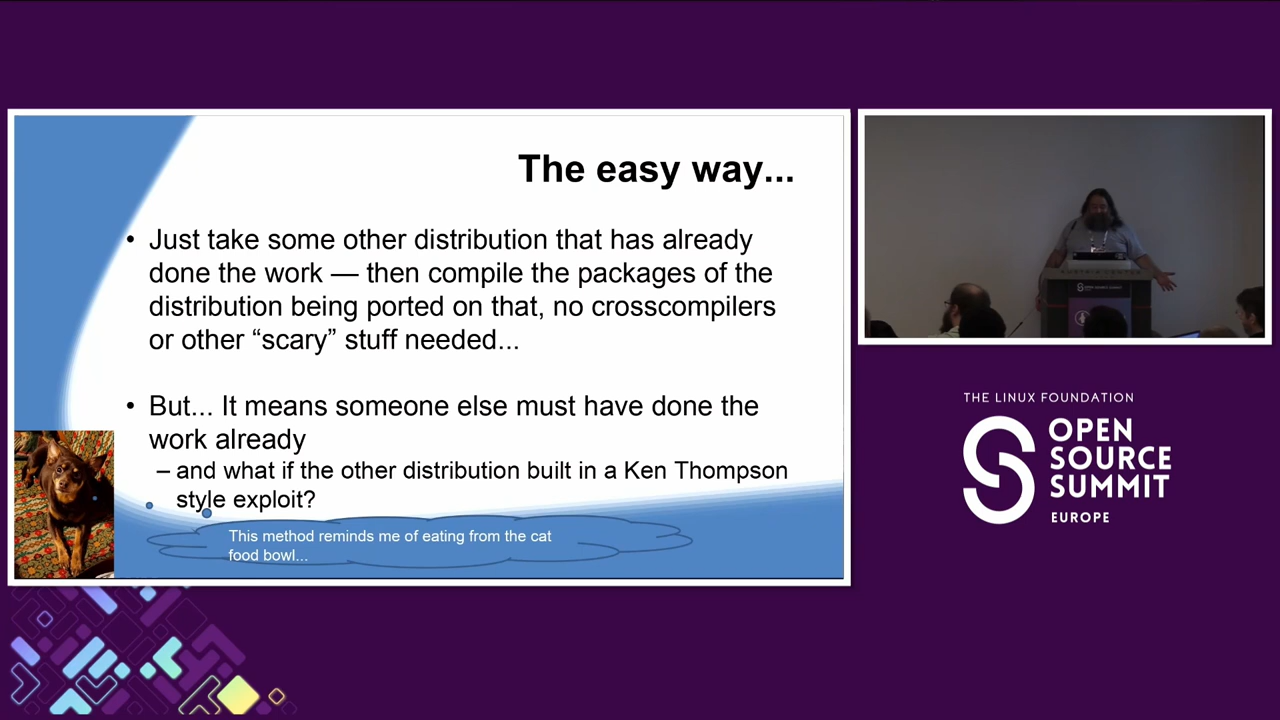 The easy way...
• Just take some other distribution that has already
done the work — then compile the packages of the
distribution being ported on that, no crosscompilers
or other “scary” stuff needed...
• But... It means someone else must have done the
work already
– and what if the other distribution built in a Ken Thompson
style exploit?
This method reminds me of eating from the cat
food bowl...
AUSTRIA CENTER
THE LINUX FOUNDATION
OPEN
SOURCE
SUMMIT
EUROPE